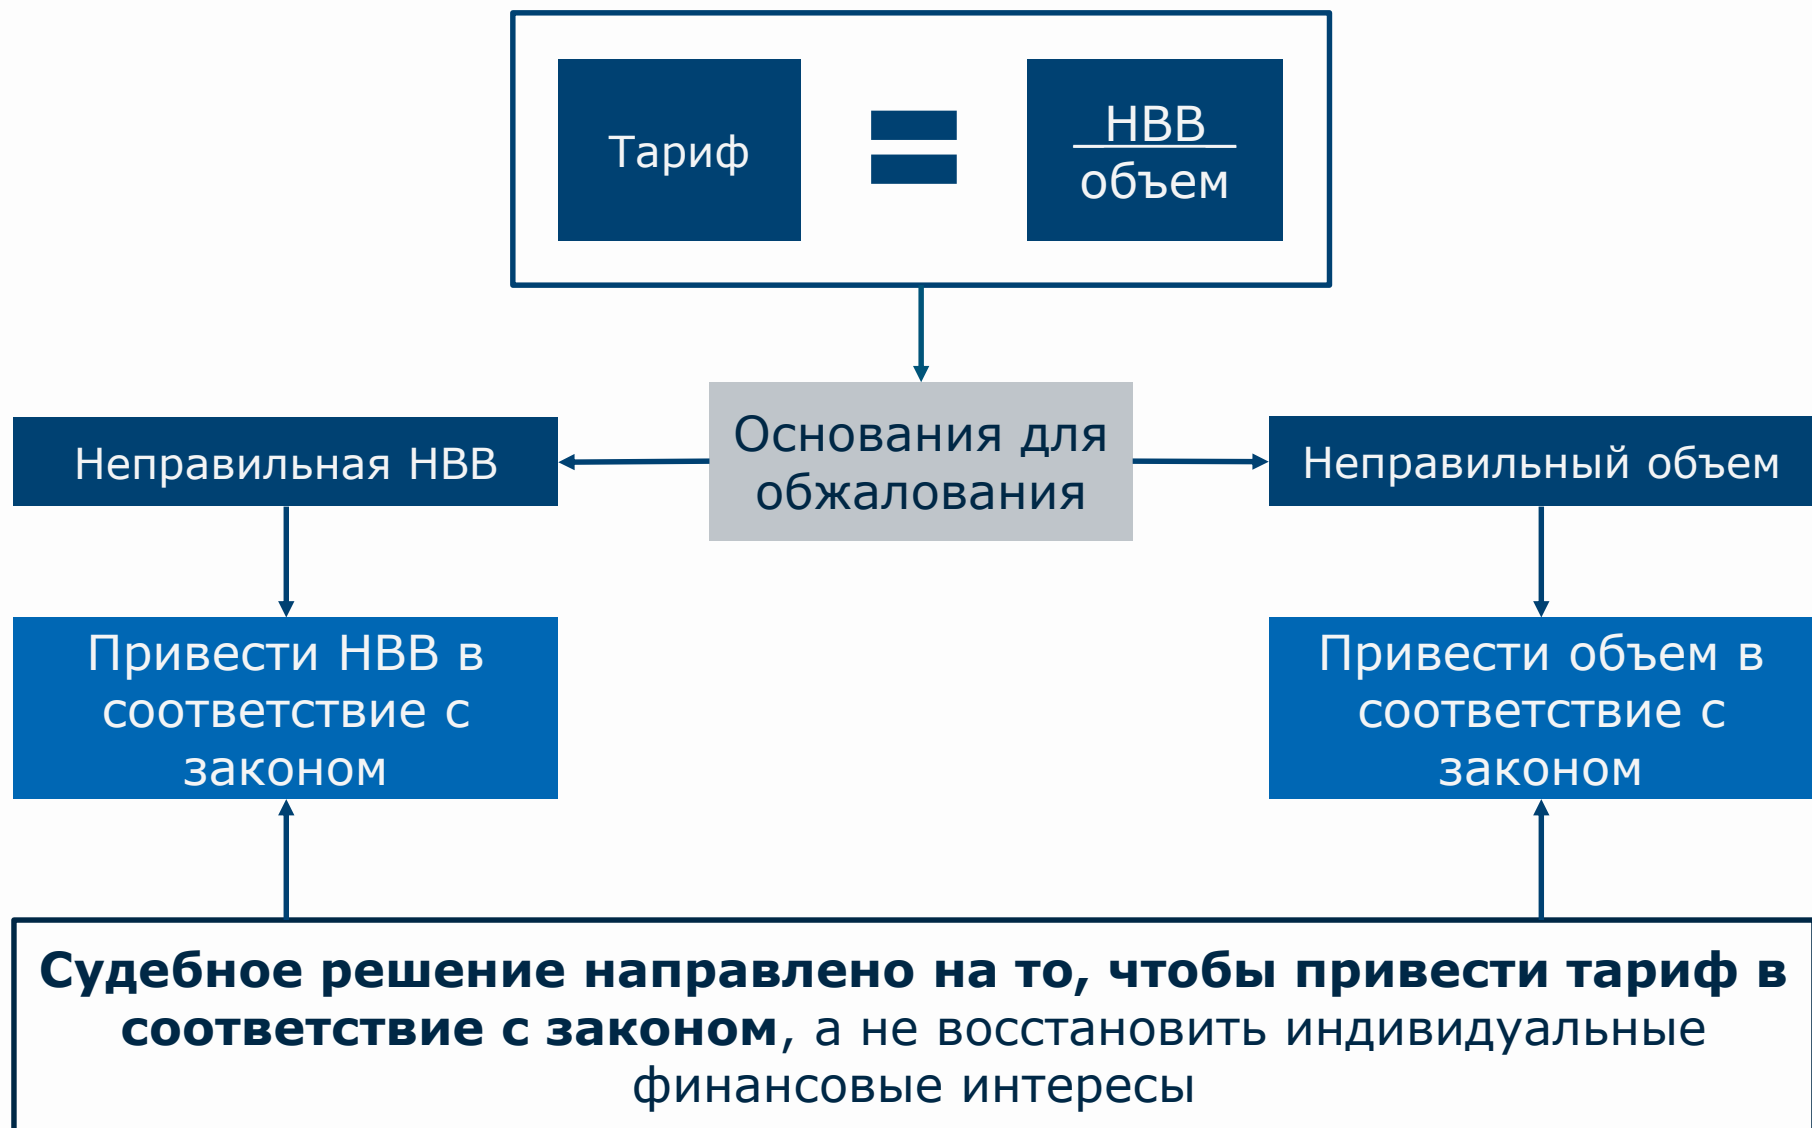 Тариф
НВВ
объем
Основания для
обжалования
Неправильная НВВ
Неправильный объем
Привести НВВ в
соответствие с
законом
Привести объем в
соответствие с
законом
Судебное решение направлено на то, чтобы привести тариф в
соответствие с законом, а не восстановить индивидуальные
финансовые интересы